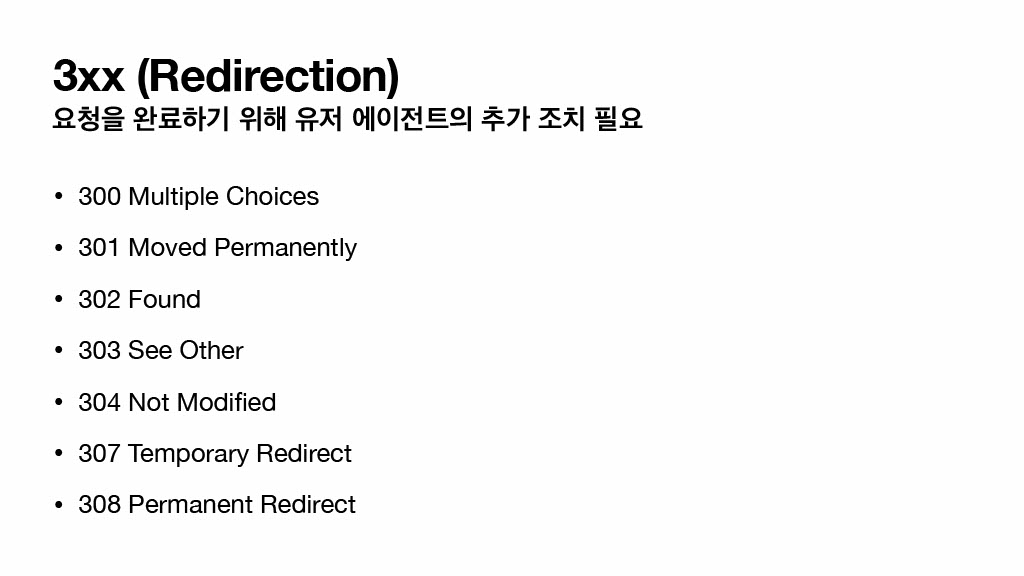 3xx (Redirection)
요청을 완료하기 위해 유저 에이전트의 추가 조치 필요
• 300 Multiple Choices
• 301 Moved Permanently
• 302 Found
• 303 See Other
• 304 Not Modified
• 307 Temporary Redirect
• 308 Permanent Redirect